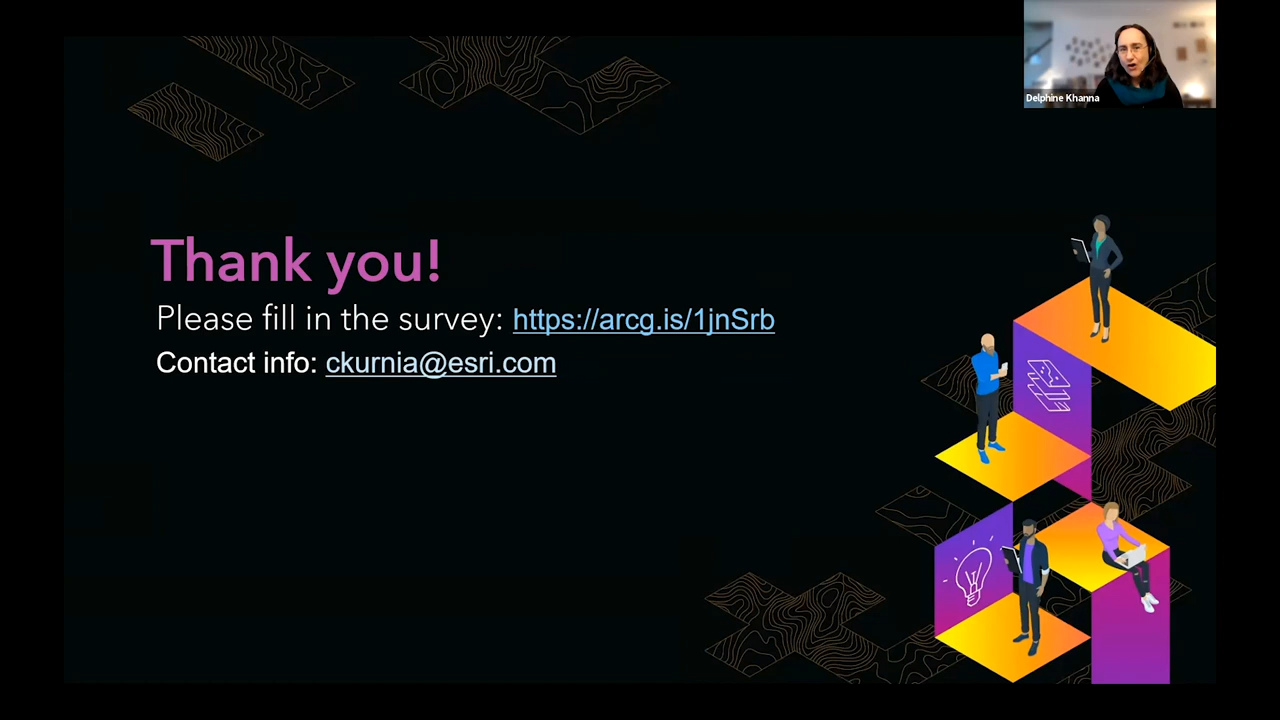 Delphine Khanna
Thank you!
Please fill in the survey: https://arcg.is/1jnSrb
Contact info: ckurnia@esri.com